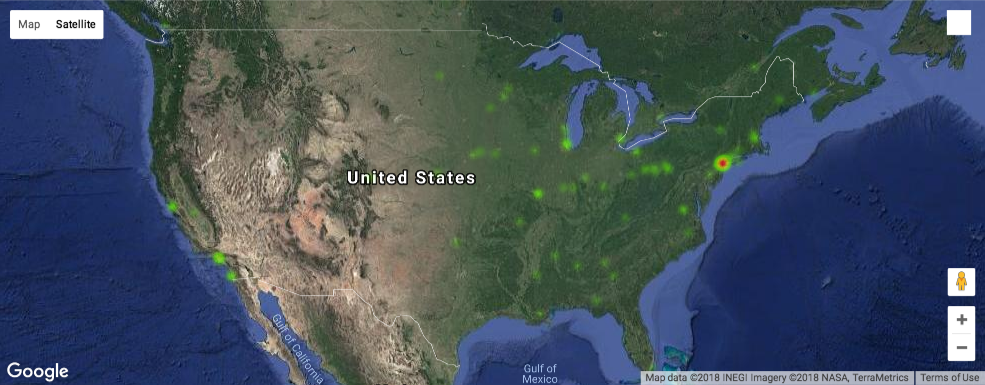 Map Satellite
United States
Gulf of California
Gulf of
Mexico
Google
Map data ©2018 INEGI Imagery ©2018 NASA, TerraMetrics Terms of Use